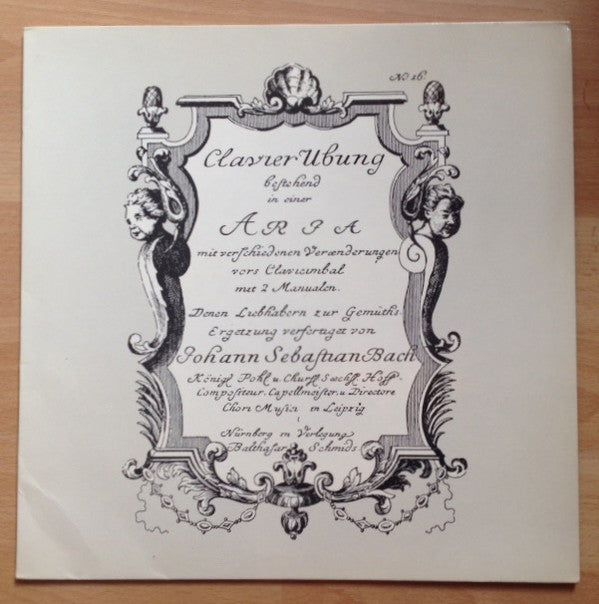 No. 16.
Clavier Ubung
bestehend
in einer
ARIA
mit verschiedenen Veraenderungen
vors Clavicimbal
mit 2 Manualen.
Denen Liebhabern zur Gemüths-
Ergetzung verfertiget von
Johann Sebastian Bach
Königl. Pohl. u. Churfl. Saechs. Hoff-
Compositeur, Capellmeister, u. Directore
Chori Musici in Leipzig
Nürnberg in Verlegung
Balthasar Schmids